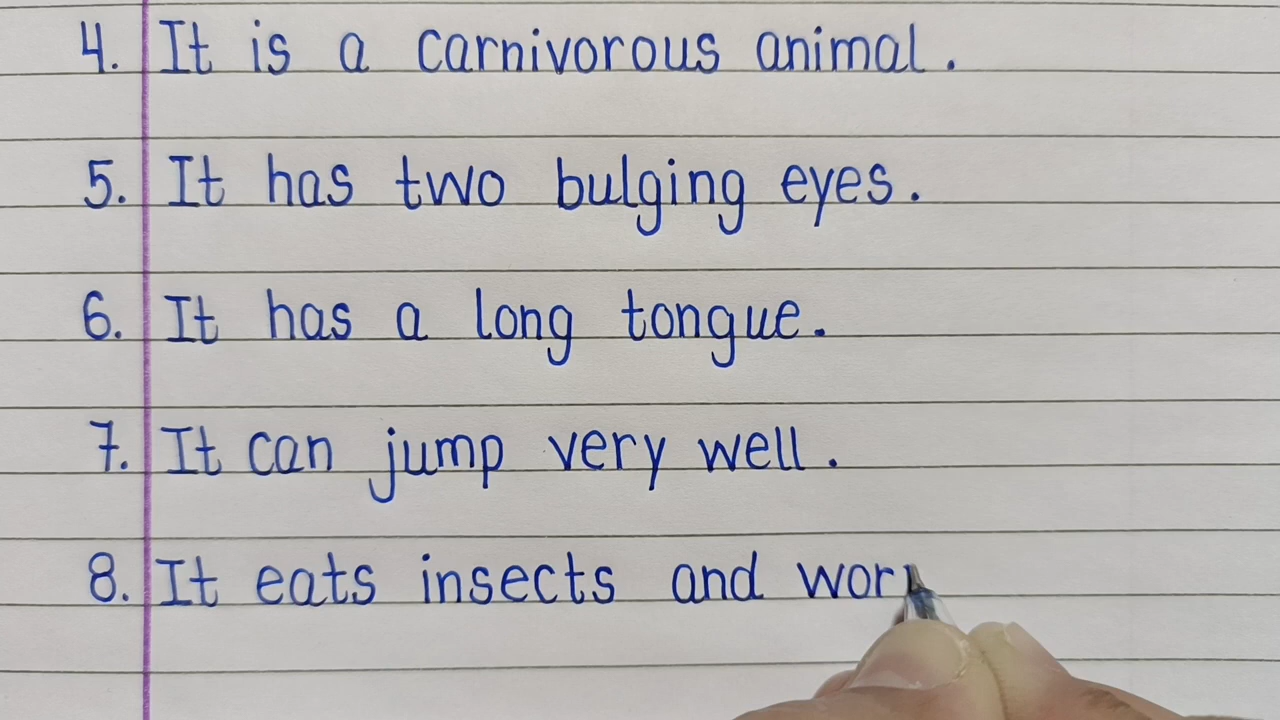 4. It is a carnivorous animal.
5. It has two bulging eyes.
6. It has a long tongue.
7. It can jump very well.
8. It eats insects and wor